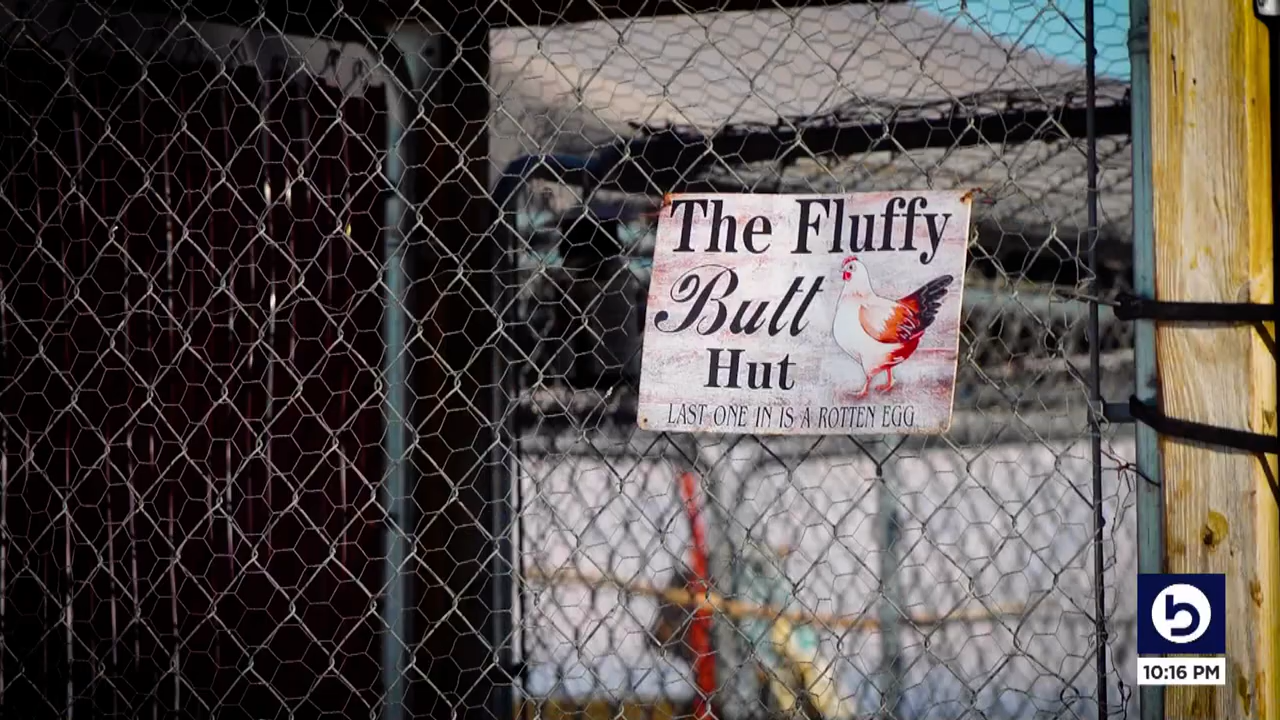 The Fluffy
Butt
Hut
LAST ONE IN IS A ROTTEN EGG
b
10:16 PM